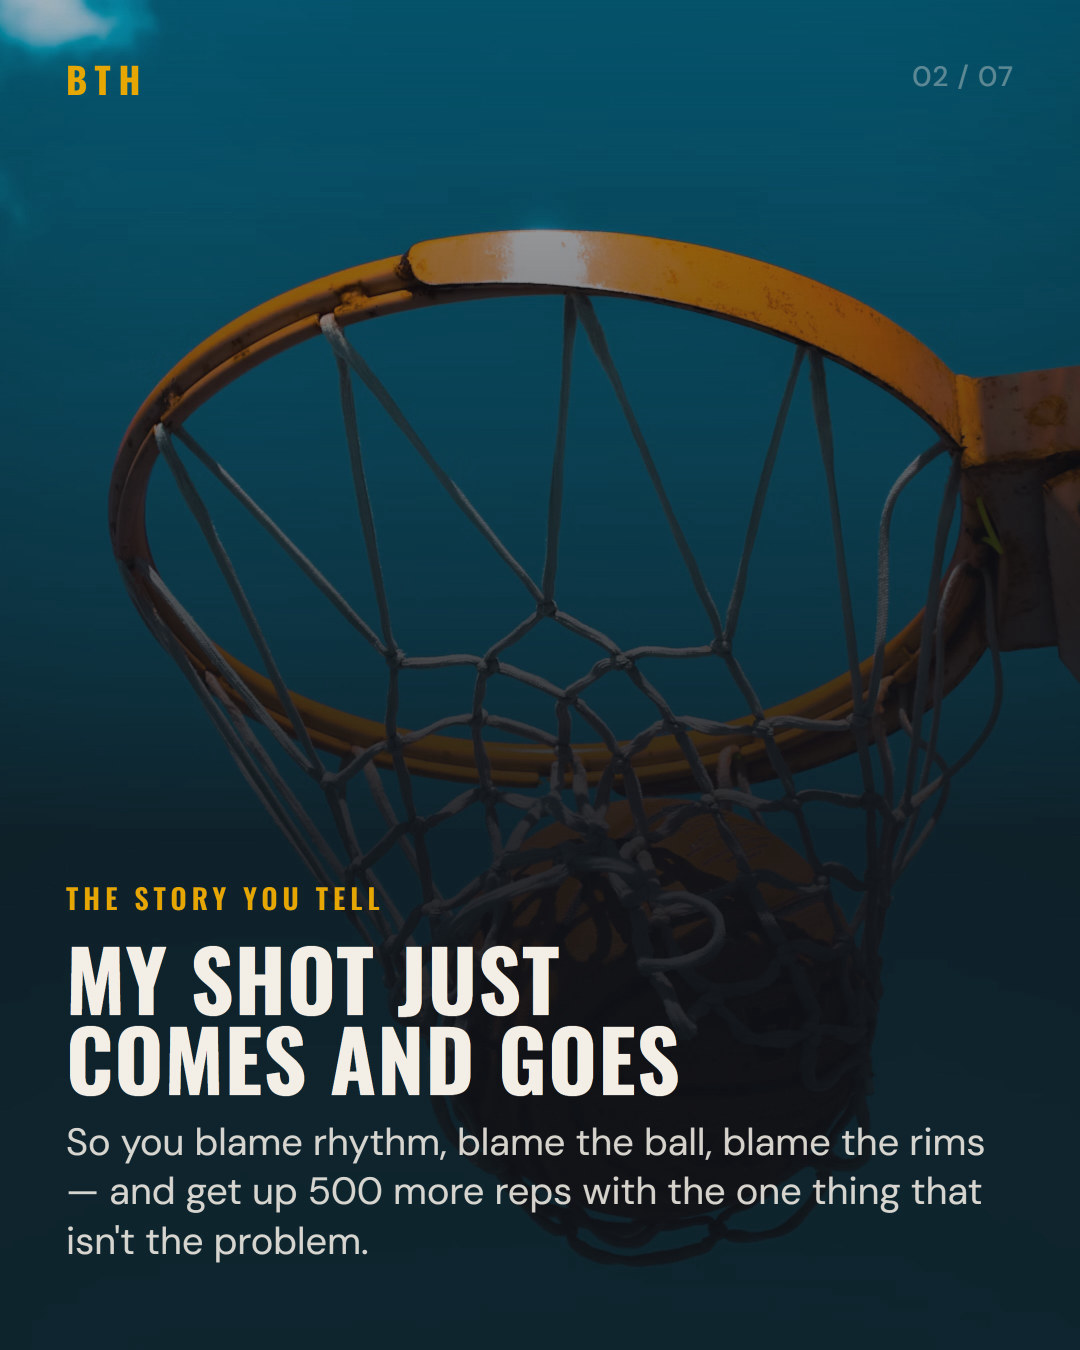 BTH
02 / 07
THE STORY YOU TELL
MY SHOT JUST
COMES AND GOES
So you blame rhythm, blame the ball, blame the rims
— and get up 500 more reps with the one thing that
isn't the problem.